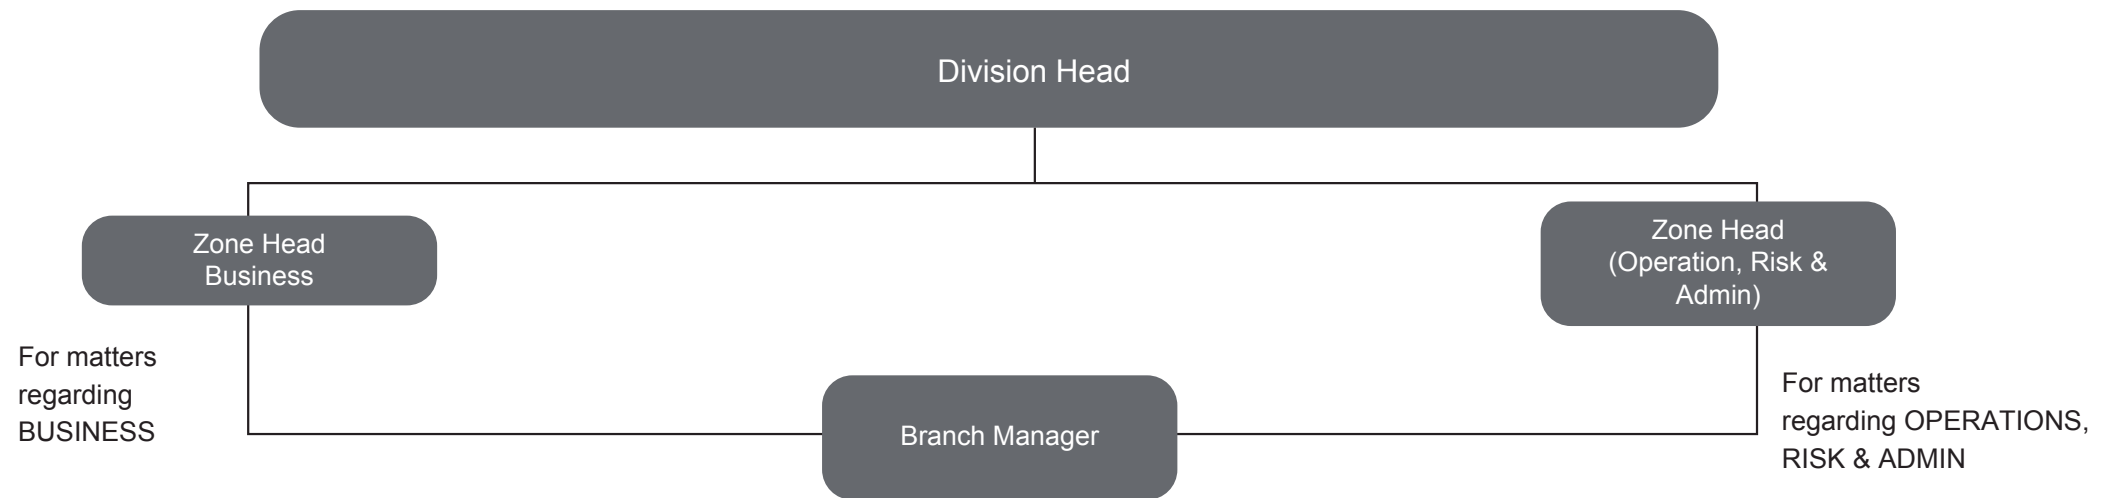 Division Head
Zone Head
Business
Zone Head
(Operation, Risk &
Admin)
For matters
regarding
BUSINESS
Branch Manager
For matters
regarding OPERATIONS,
RISK & ADMIN